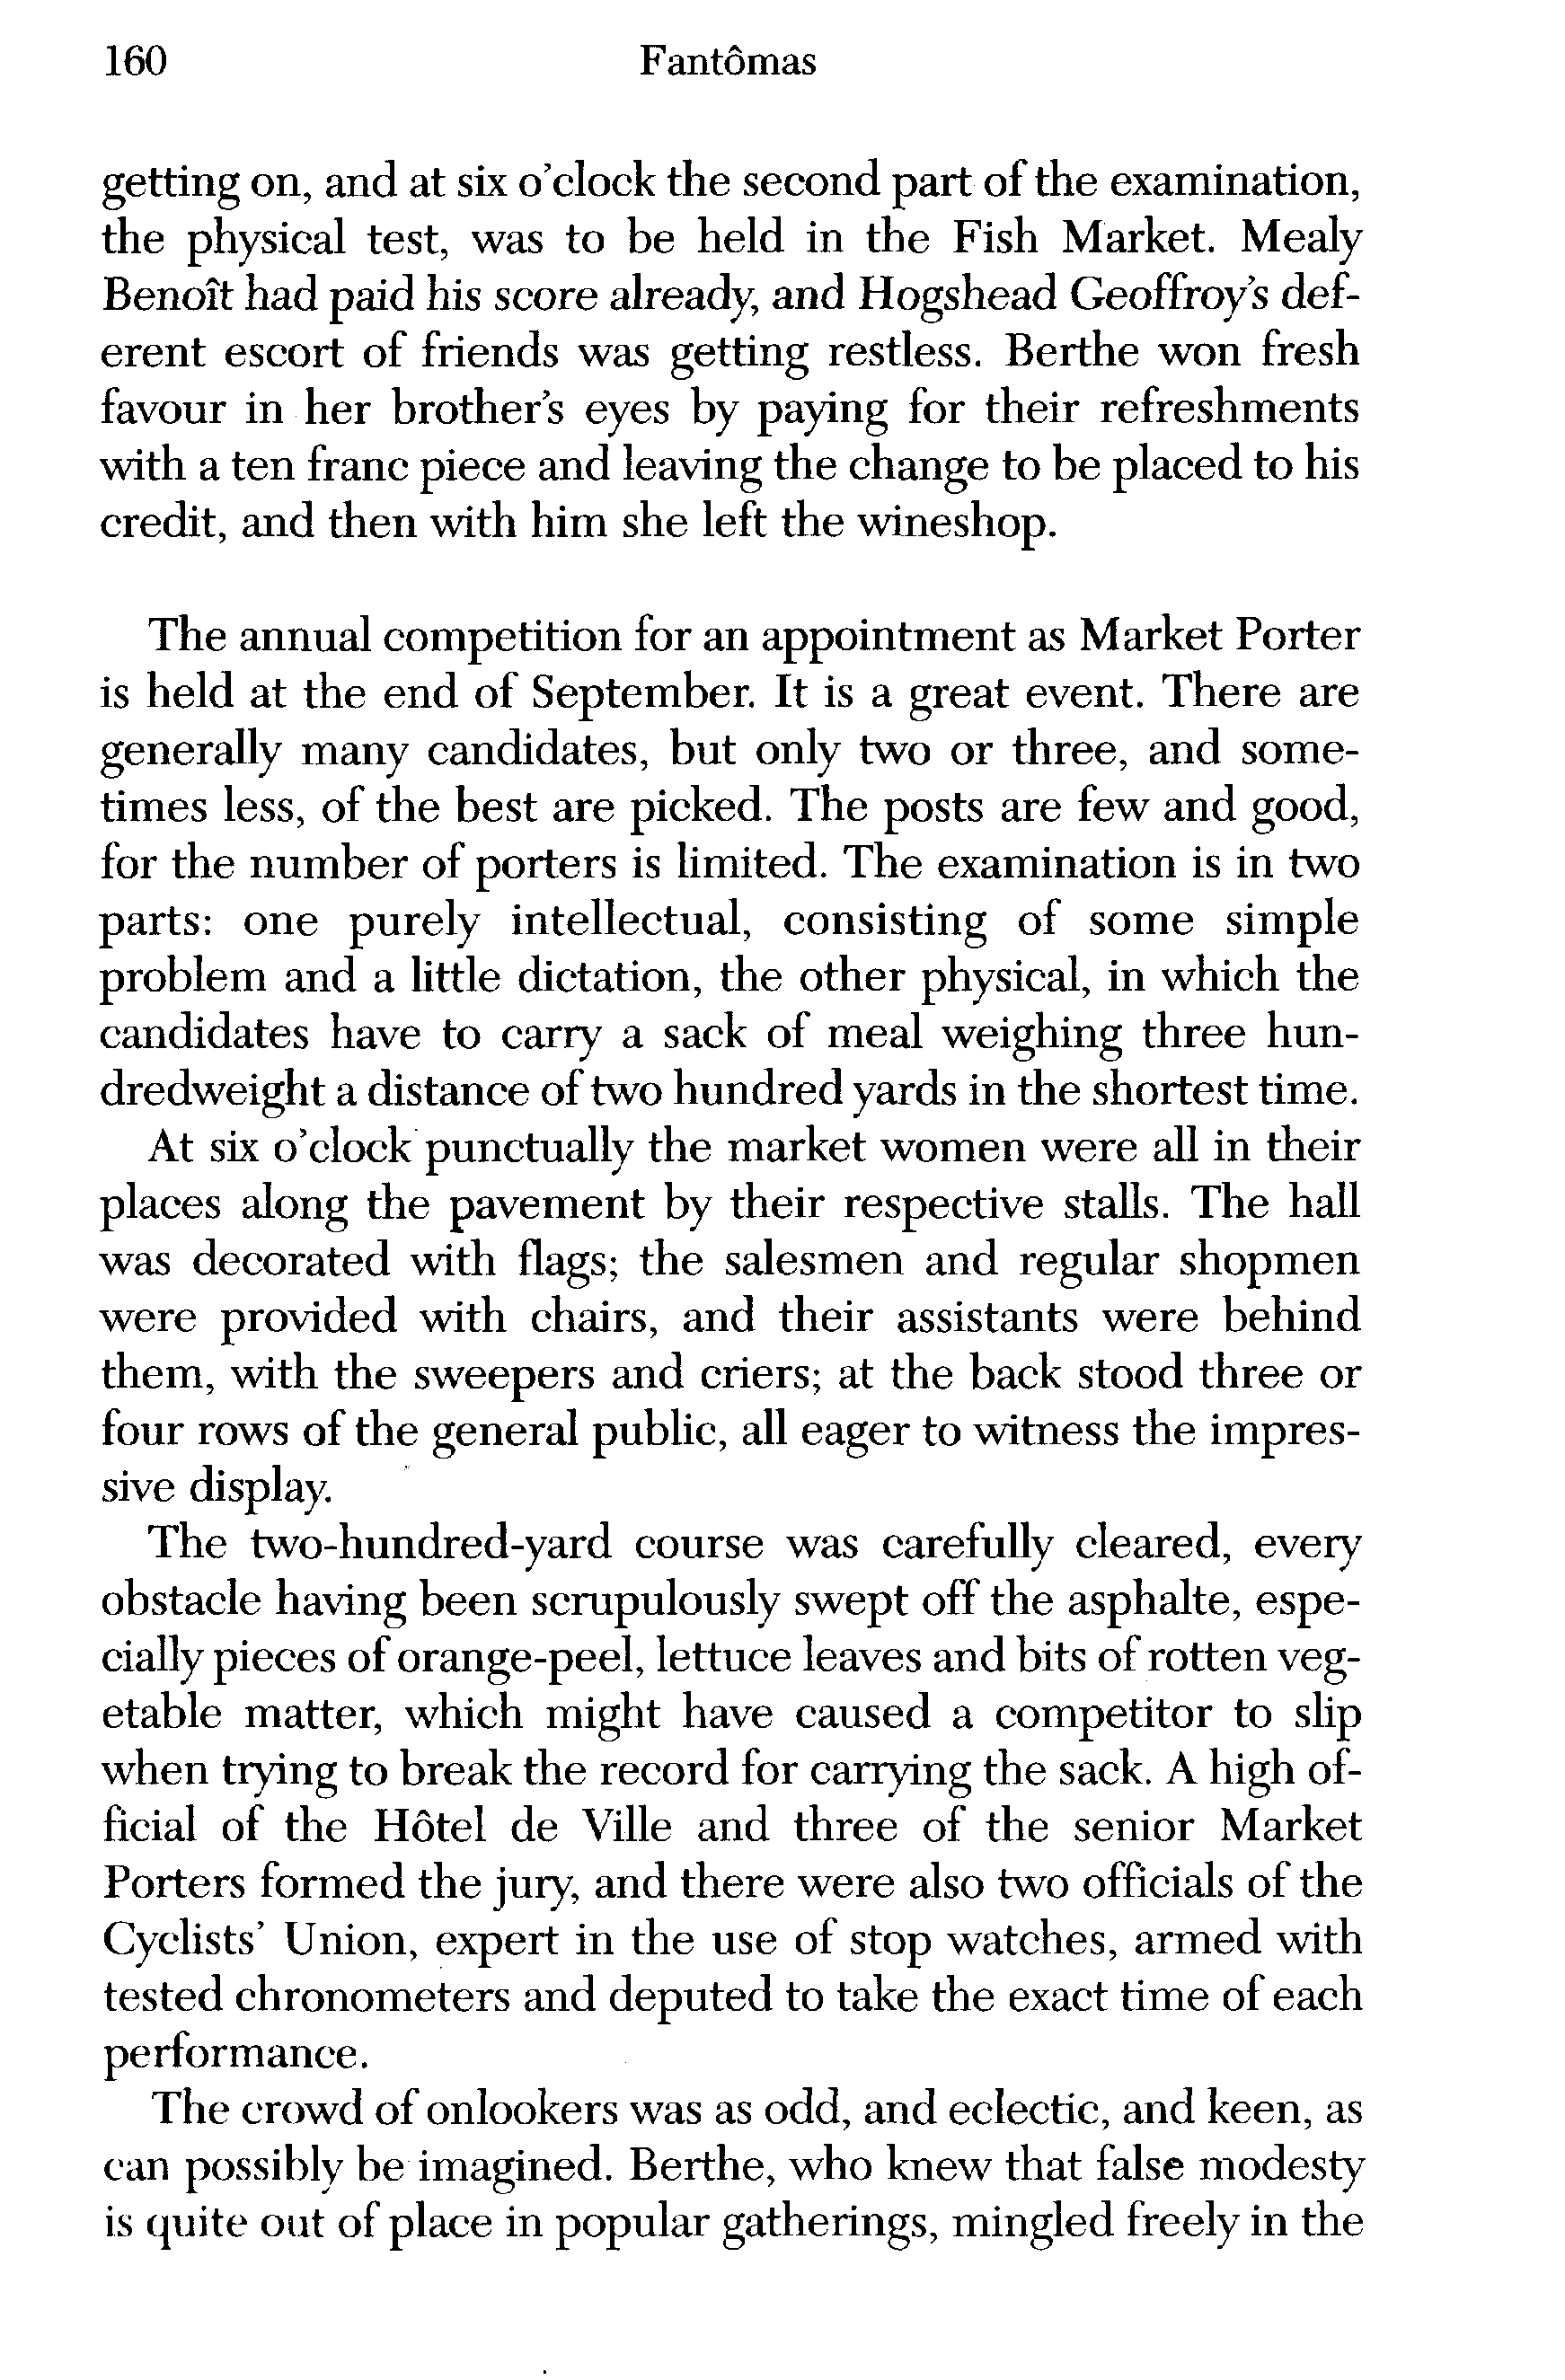 160 Fantômas
getting on, and at six o'clock the second part of the examination,
the physical test, was to be held in the Fish Market. Mealy
Benoît had paid his score already, and Hogshead Geoffroy's def-
erent escort of friends was getting restless. Berthe won fresh
favour in her brother's eyes by paying for their refreshments
with a ten franc piece and leaving the change to be placed to his
credit, and then with him she left the wineshop.
The annual competition for an appointment as Market Porter
is held at the end of September. It is a great event. There are
generally many candidates, but only two or three, and some-
times less, of the best are picked. The posts are few and good,
for the number of porters is limited. The examination is in two
parts: one purely intellectual, consisting of some simple
problem and a little dictation, the other physical, in which the
candidates have to carry a sack of meal weighing three hun-
dredweight a distance of two hundred yards in the shortest time.
At six o'clock punctually the market women were all in their
places along the pavement by their respective stalls. The hall
was decorated with flags; the salesmen and regular shopmen
were provided with chairs, and their assistants were behind
them, with the sweepers and criers; at the back stood three or
four rows of the general public, all eager to witness the impres-
sive display.
The two-hundred-yard course was carefully cleared, every
obstacle having been scrupulously swept off the asphalte, espe-
cially pieces of orange-peel, lettuce leaves and bits of rotten veg-
etable matter, which might have caused a competitor to slip
when trying to break the record for carrying the sack. A high of-
ficial of the Hôtel de Ville and three of the senior Market
Porters formed the jury, and there were also two officials of the
Cyclists' Union, expert in the use of stop watches, armed with
tested chronometers and deputed to take the exact time of each
performance.
The crowd of onlookers was as odd, and eclectic, and keen, as
can possibly be imagined. Berthe, who knew that false modesty
is quite out of place in popular gatherings, mingled freely in the